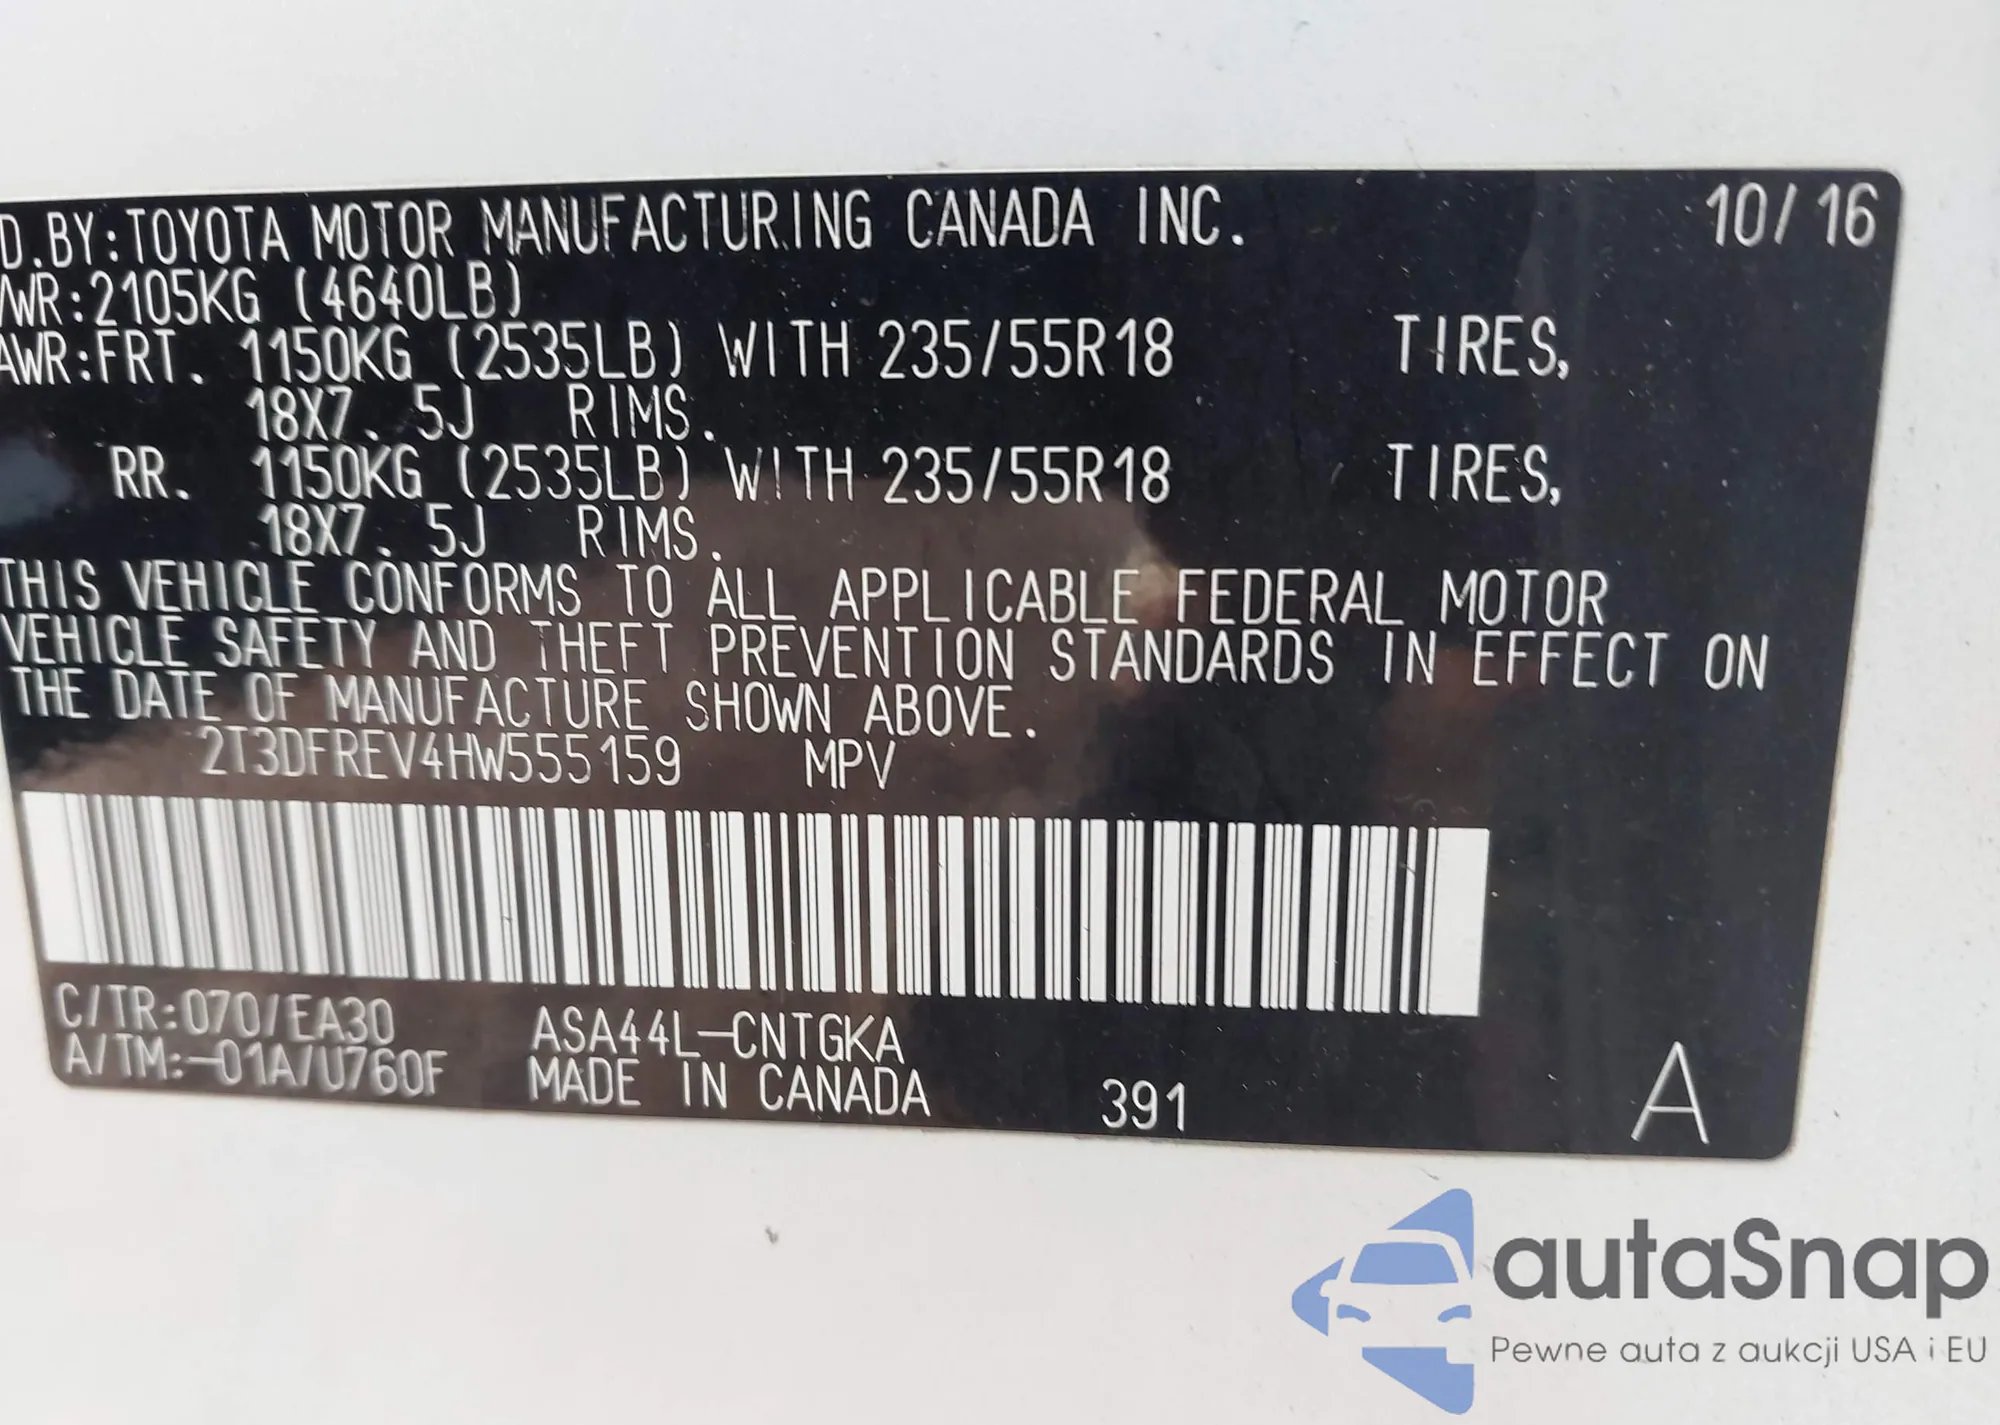 D.BY:TOYOTA MOTOR MANUFACTURING CANADA INC. 10/16
VWR:2105KG (4640LB)
AWR:FRT. 1150KG (2535LB) WITH 235/55R18 TIRES,
18X7.5J RIMS.
RR. 1150KG (2535LB) WITH 235/55R18 TIRES,
18X7.5J RIMS.
THIS VEHICLE CONFORMS TO ALL APPLICABLE FEDERAL MOTOR
VEHICLE SAFETY AND THEFT PREVENTION STANDARDS IN EFFECT ON
THE DATE OF MANUFACTURE SHOWN ABOVE.
2T3DFREV4HW555159 MPV
C/TR:070/EA30 ASA44L-CNTGKA
A/TM:-01A/U760F MADE IN CANADA 391 A
autaSnap
Pewne auta z aukcji USA i EU